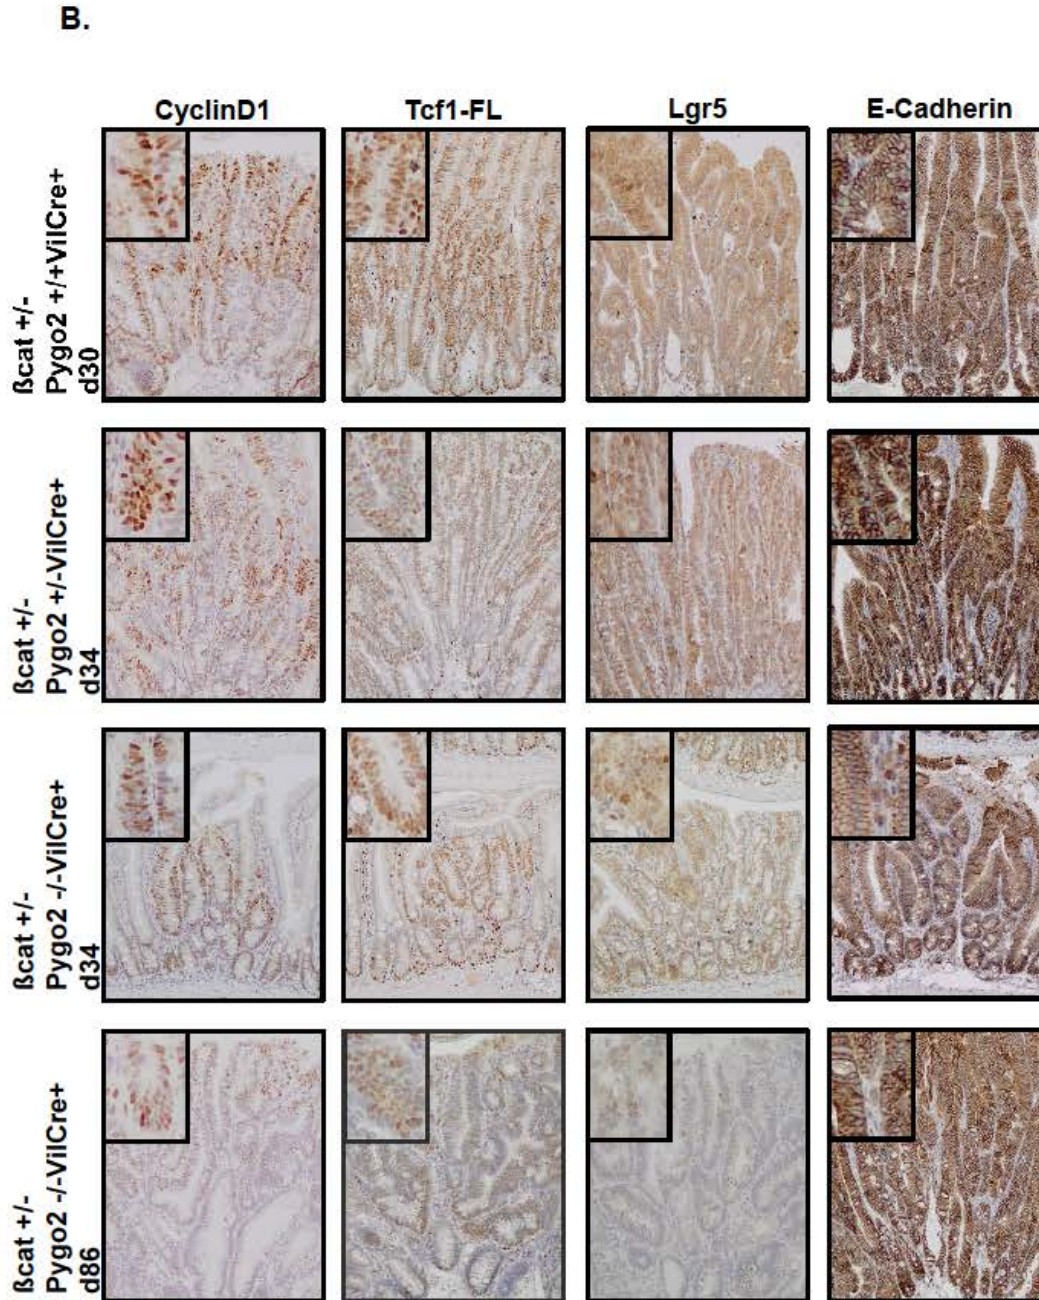 B.
CyclinD1 Tcf1-FL Lgr5 E-Cadherin
ßcat +/-
Pygo2 +/+VilCre+
d30
ßcat +/-
Pygo2 +/-VilCre+
d34
ßcat +/-
Pygo2 -/-VilCre+
d34
ßcat +/-
Pygo2 -/-VilCre+
d86